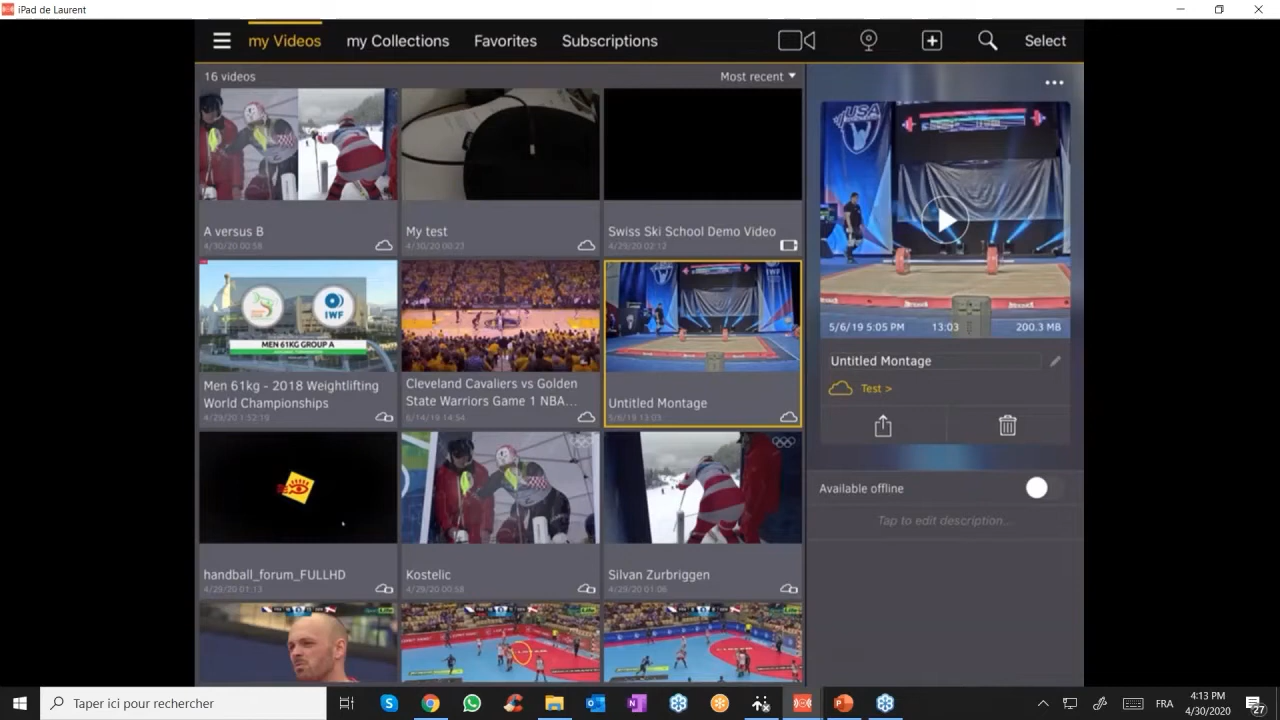 iPad de Laurent
my Videos my Collections Favorites Subscriptions Select
16 videos
Most recent
A versus B
4/30/20 00:58
My test
4/30/20 00:21
Swiss Ski School Demo Video
4/29/20 02:12
IWF
MEN 61KG GROUP A
Men 61kg - 2018 Weightlifting
World Championships
4/29/20 1:52:19
Cleveland Cavaliers vs Golden
State Warriors Game 1 NBA...
6/14/19 14:54
Untitled Montage
5/6/19 13:03
handball_forum_FULLHD
4/29/20 01:13
Kostelic
4/29/20 00:58
Silvan Zurbriggen
4/29/20 01:06
USA
5/6/19 5:05 PM 13:03 200.3 MB
Untitled Montage
Test >
Available offline
Tap to edit description...
Taper ici pour rechercher
FRA
4:13 PM
4/30/2020
27